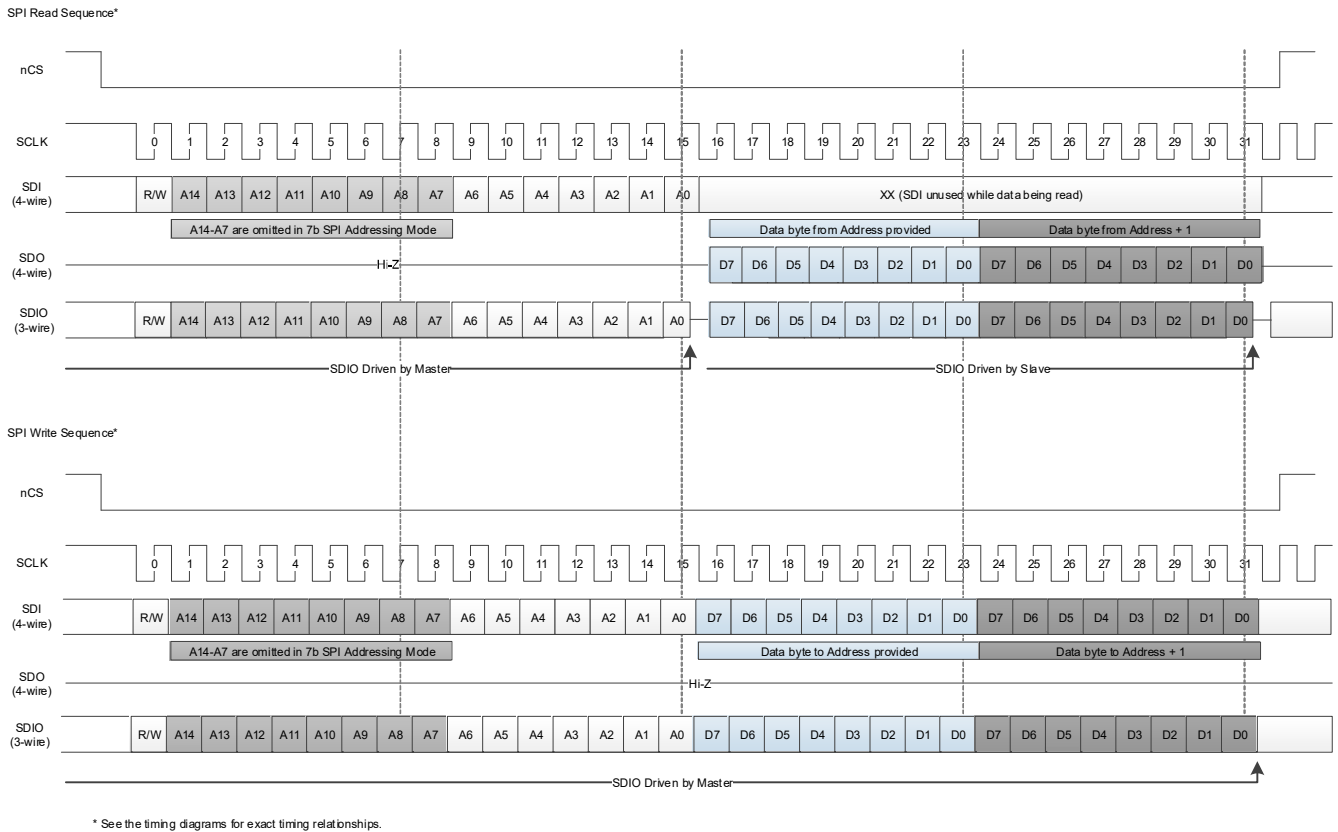 SPI Read Sequence*
nCS
SCLK 0 1 2 3 4 5 6 7 8 9 10 11 12 13 14 15 16 17 18 19 20 21 22 23 24 25 26 27 28 29 30 31
SDI
(4-wire)
R/W A14 A13 A12 A11 A10 A9 A8 A7 A6 A5 A4 A3 A2 A1 A0 XX (SDI unused while data being read)
A14-A7 are omitted in 7b SPI Addressing Mode Data byte from Address provided Data byte from Address + 1
SDO
(4-wire)
Hi-Z D7 D6 D5 D4 D3 D2 D1 D0 D7 D6 D5 D4 D3 D2 D1 D0
SDIO
(3-wire)
R/W A14 A13 A12 A11 A10 A9 A8 A7 A6 A5 A4 A3 A2 A1 A0 D7 D6 D5 D4 D3 D2 D1 D0 D7 D6 D5 D4 D3 D2 D1 D0
SDIO Driven by Master SDIO Driven by Slave
SPI Write Sequence*
nCS
SCLK 0 1 2 3 4 5 6 7 8 9 10 11 12 13 14 15 16 17 18 19 20 21 22 23 24 25 26 27 28 29 30 31
SDI
(4-wire)
R/W A14 A13 A12 A11 A10 A9 A8 A7 A6 A5 A4 A3 A2 A1 A0 D7 D6 D5 D4 D3 D2 D1 D0 D7 D6 D5 D4 D3 D2 D1 D0
A14-A7 are omitted in 7b SPI Addressing Mode Data byte to Address provided Data byte to Address + 1
SDO
(4-wire)
Hi-Z
SDIO
(3-wire)
R/W A14 A13 A12 A11 A10 A9 A8 A7 A6 A5 A4 A3 A2 A1 A0 D7 D6 D5 D4 D3 D2 D1 D0 D7 D6 D5 D4 D3 D2 D1 D0
SDIO Driven by Master
* See the timing diagrams for exact timing relationships.